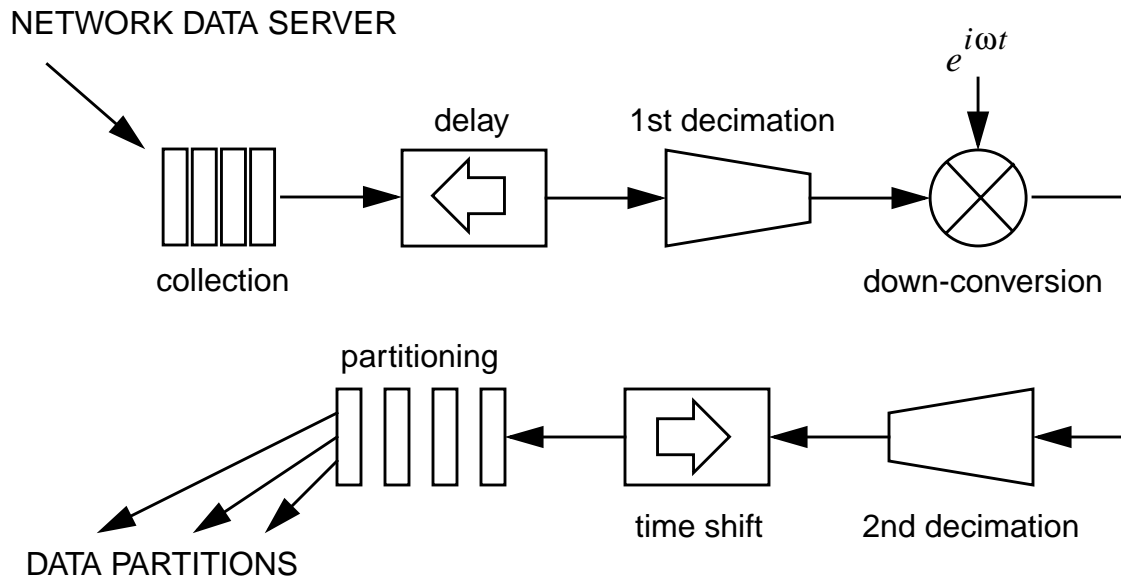 NETWORK DATA SERVER
e^{iωt}
delay
1st decimation
collection
down-conversion
partitioning
time shift
2nd decimation
DATA PARTITIONS